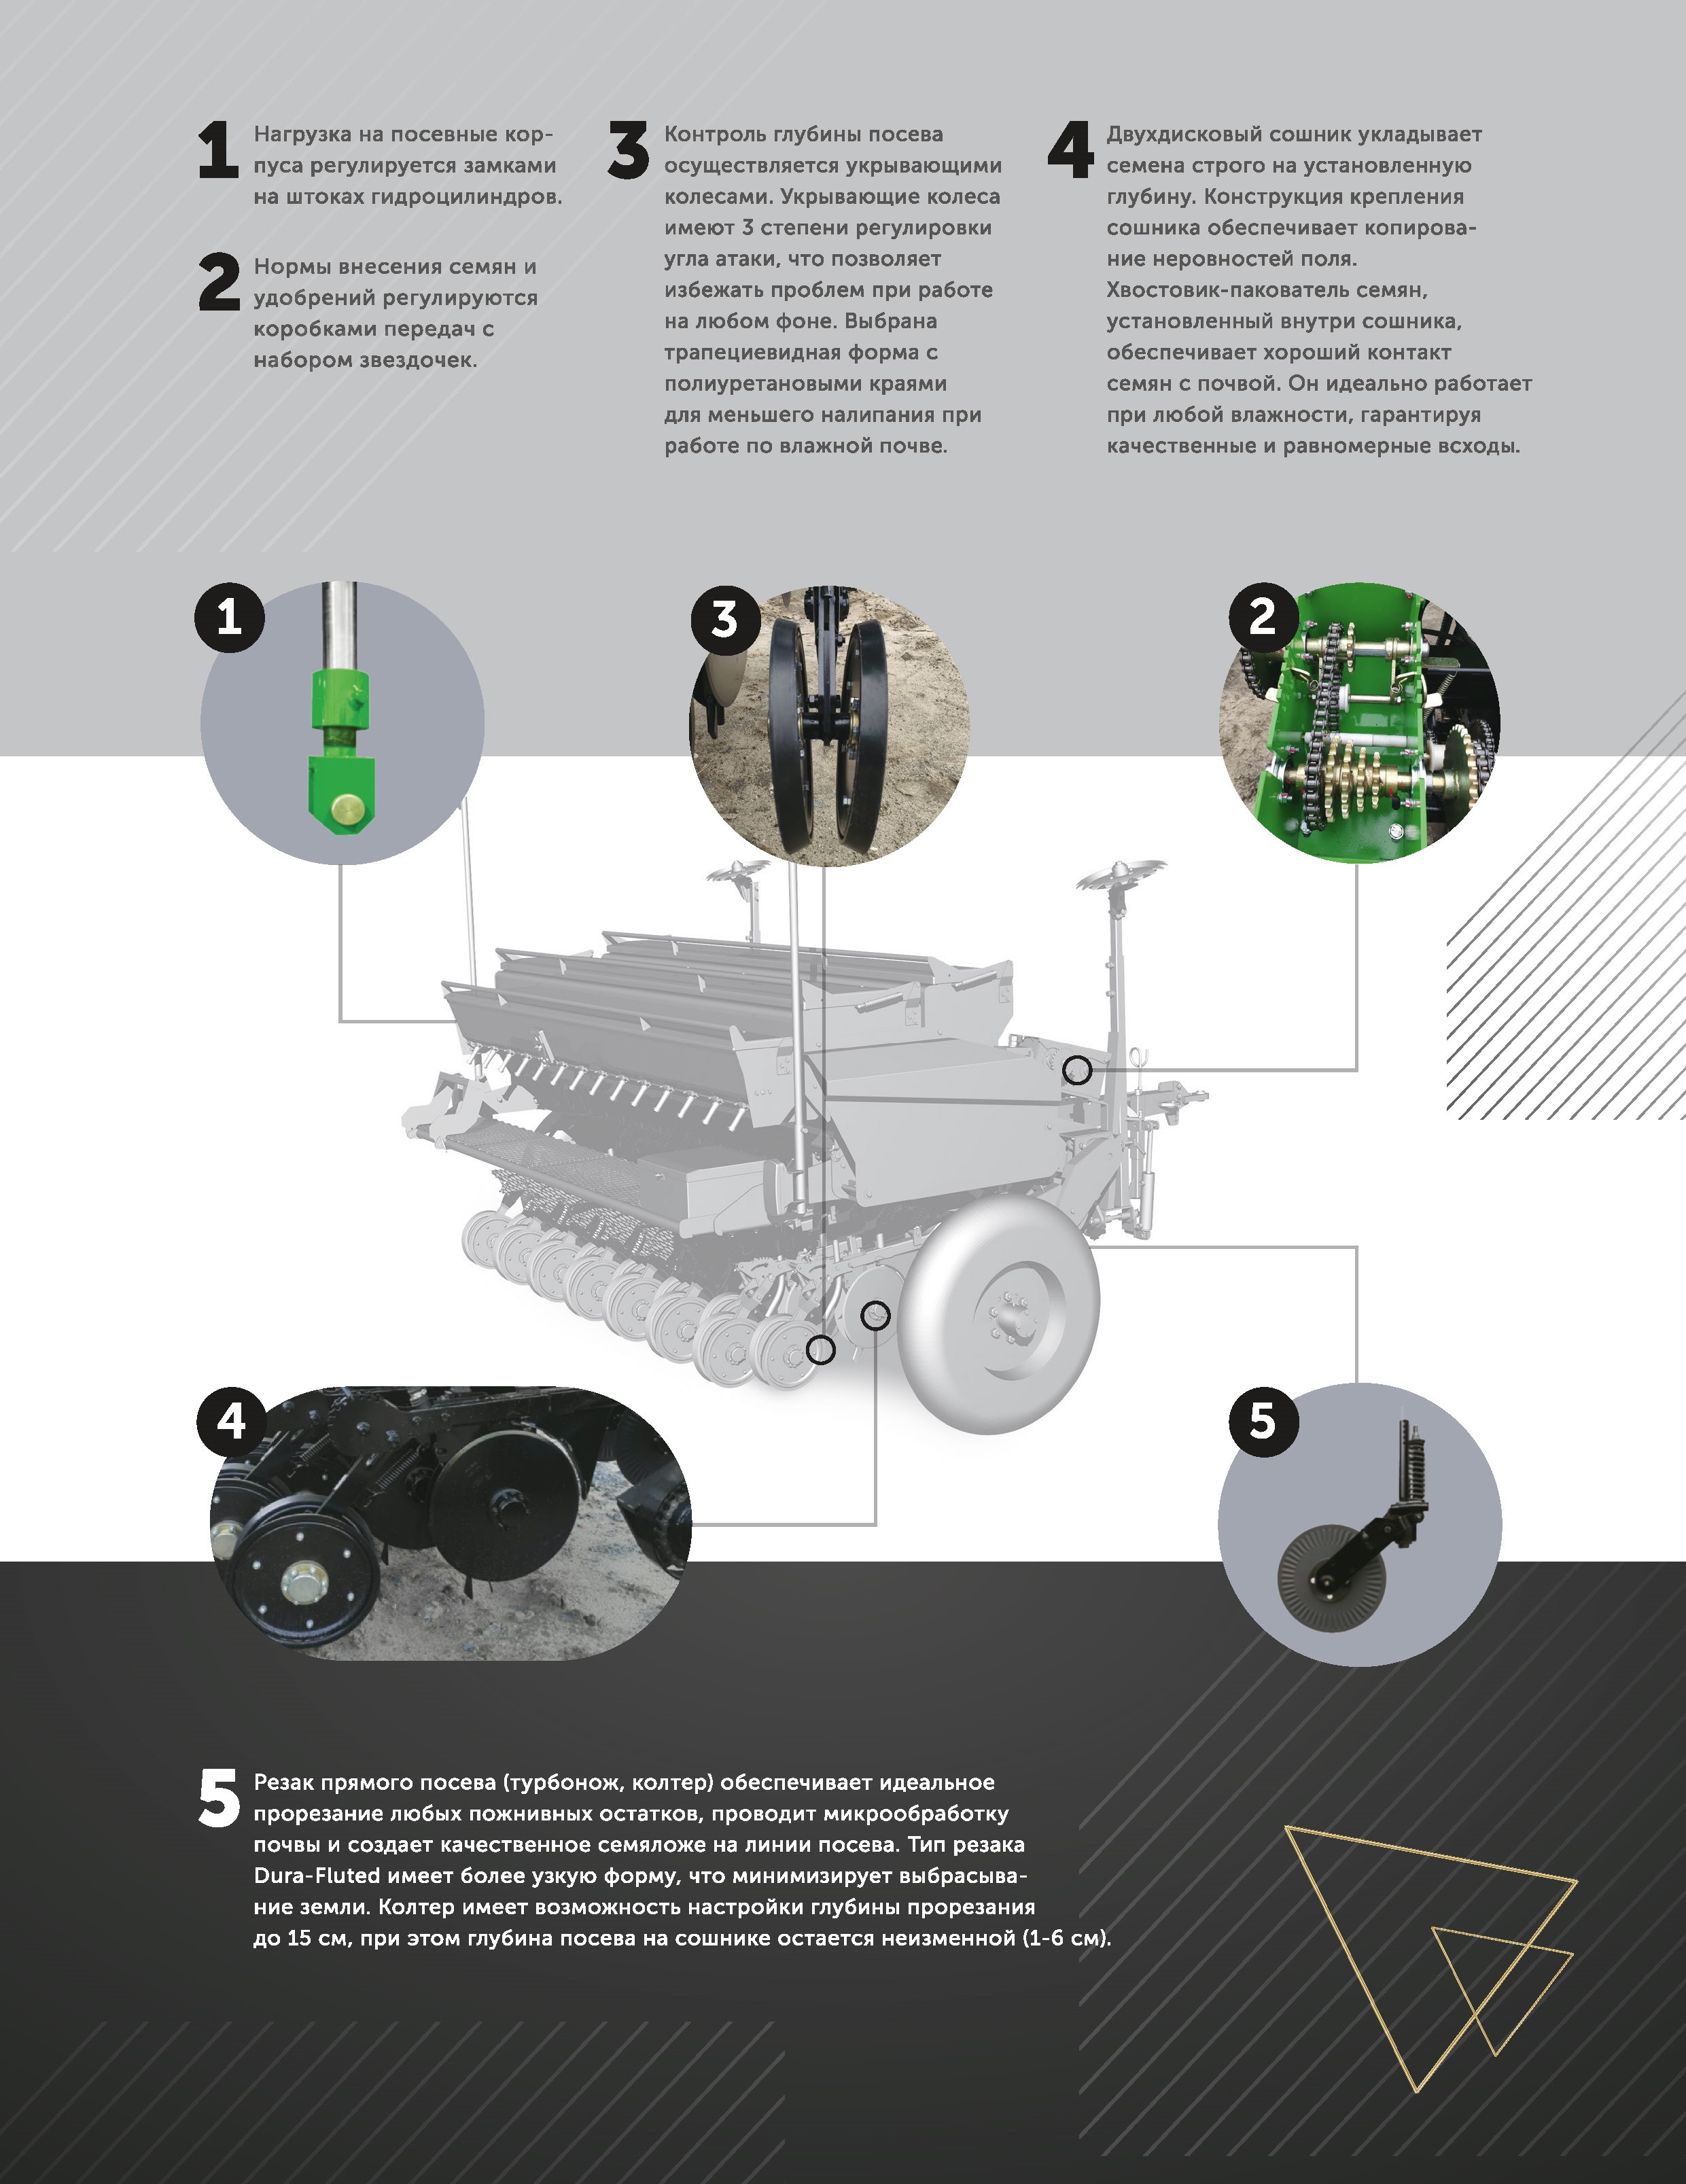 1
Нагрузка на посевные кор-
пуса регулируется замками
на штоках гидроцилиндров.
2
Нормы внесения семян и
удобрений регулируются
коробками передач с
набором звездочек.
3
Контроль глубины посева
осуществляется укрывающими
колесами. Укрывающие колеса
имеют 3 степени регулировки
угла атаки, что позволяет
избежать проблем при работе
на любом фоне. Выбрана
трапециевидная форма с
полиуретановыми краями
для меньшего налипания при
работе по влажной почве.
4
Двухдисковый сошник укладывает
семена строго на установленную
глубину. Конструкция крепления
сошника обеспечивает копирова-
ние неровностей поля.
Хвостовик-пакователь семян,
установленный внутри сошника,
обеспечивает хороший контакт
семян с почвой. Он идеально работает
при любой влажности, гарантируя
качественные и равномерные всходы.
1
3
2
4
5
5
Резак прямого посева (турбонож, колтер) обеспечивает идеальное
прорезание любых пожнивных остатков, проводит микрообработку
почвы и создает качественное семяложе на линии посева. Тип резака
Dura-Fluted имеет более узкую форму, что минимизирует выбрасыва-
ние земли. Колтер имеет возможность настройки глубины прорезания
до 15 см, при этом глубина посева на сошнике остается неизменной (1-6 см).